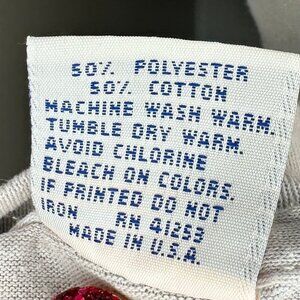 50% POLYESTER
50% COTTON
MACHINE WASH WARM.
TUMBLE DRY WARM.
AVOID CHLORINE
BLEACH ON COLORS.
IF PRINTED DO NOT
IRON RN 41253
MADE IN U.S.A.